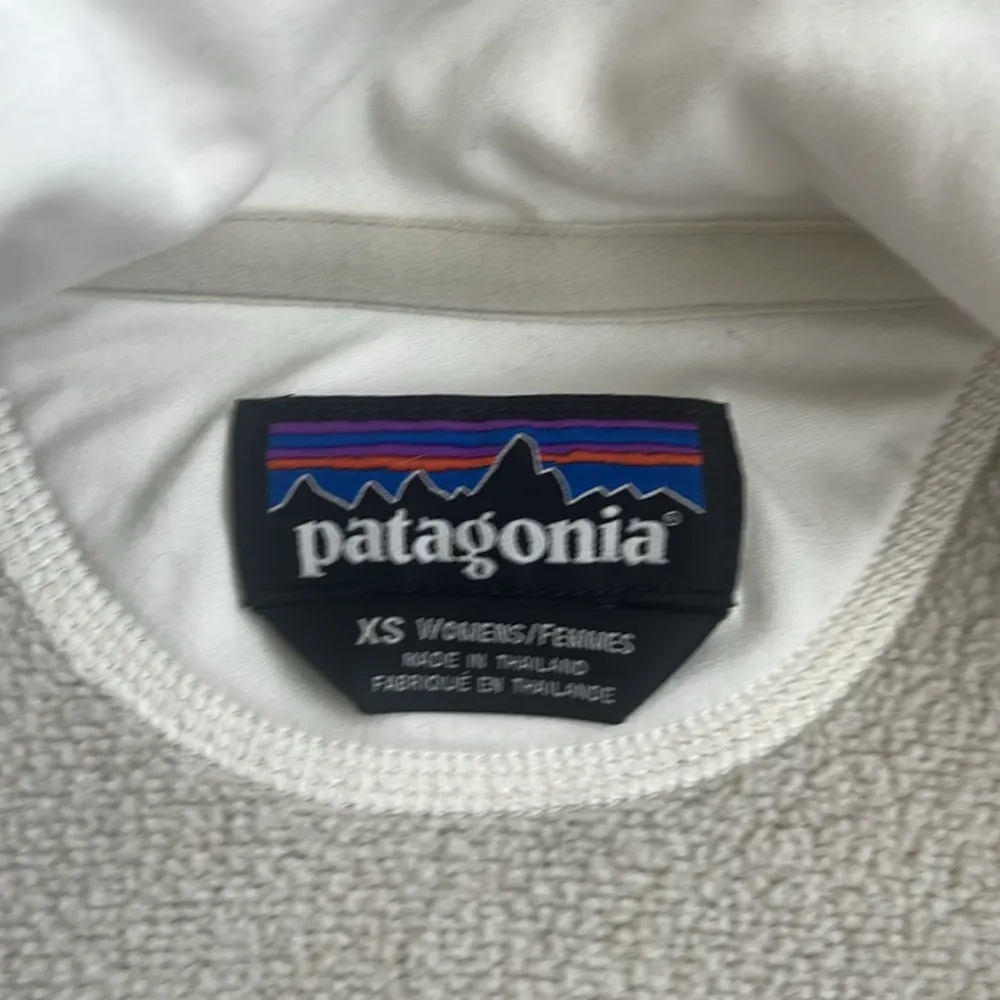 patagonia®
XS WOMENS/FEMMES
MADE IN THAILAND
FABRIQUÉ EN THAILANDE